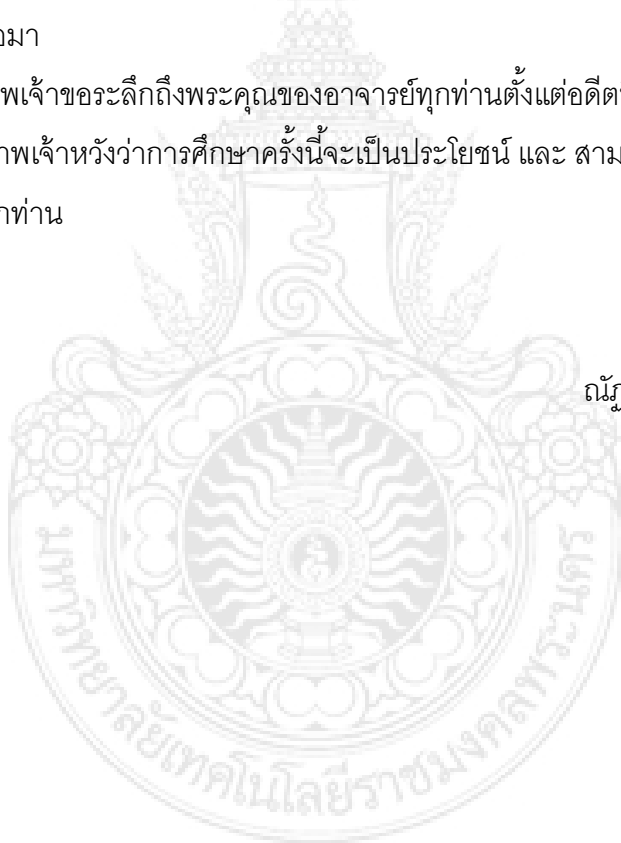 อมา
พเจ้าขอระลึกถึงพระคุณของอาจารย์ทุกท่านตั้งแต่อดีต
าพเจ้าหวังว่าการศึกษาครั้งนี้จะเป็นประโยชน์ และ สาม
กท่าน
ณัฏ
มหาวิทยาลัยเทคโนโลยีราชมงคลพระนคร